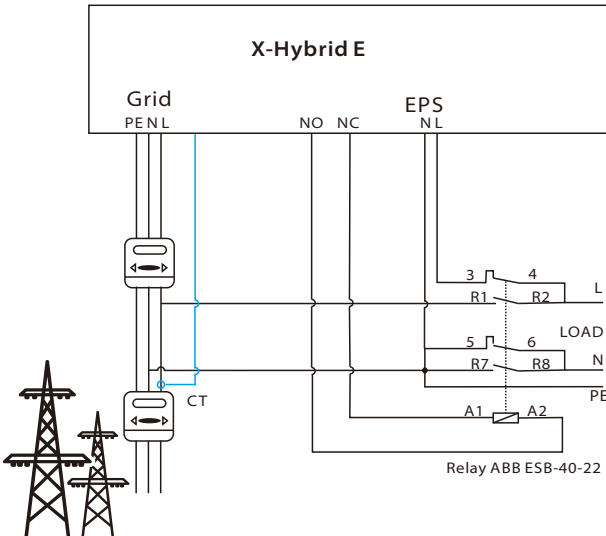 X-Hybrid E
Grid EPS
PE N L NO NC N L
3 4
R1 R2 L
LOAD
5 6
R7 R8 N
PE
CT
A1 A2
Relay ABB ESB-40-22